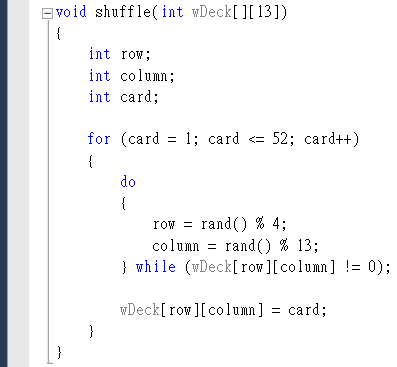 void shuffle(int wDeck[][13])
{
int row;
int column;
int card;
for (card = 1; card <= 52; card++)
{
do
{
row = rand() % 4;
column = rand() % 13;
} while (wDeck[row][column] != 0);
wDeck[row][column] = card;
}
}